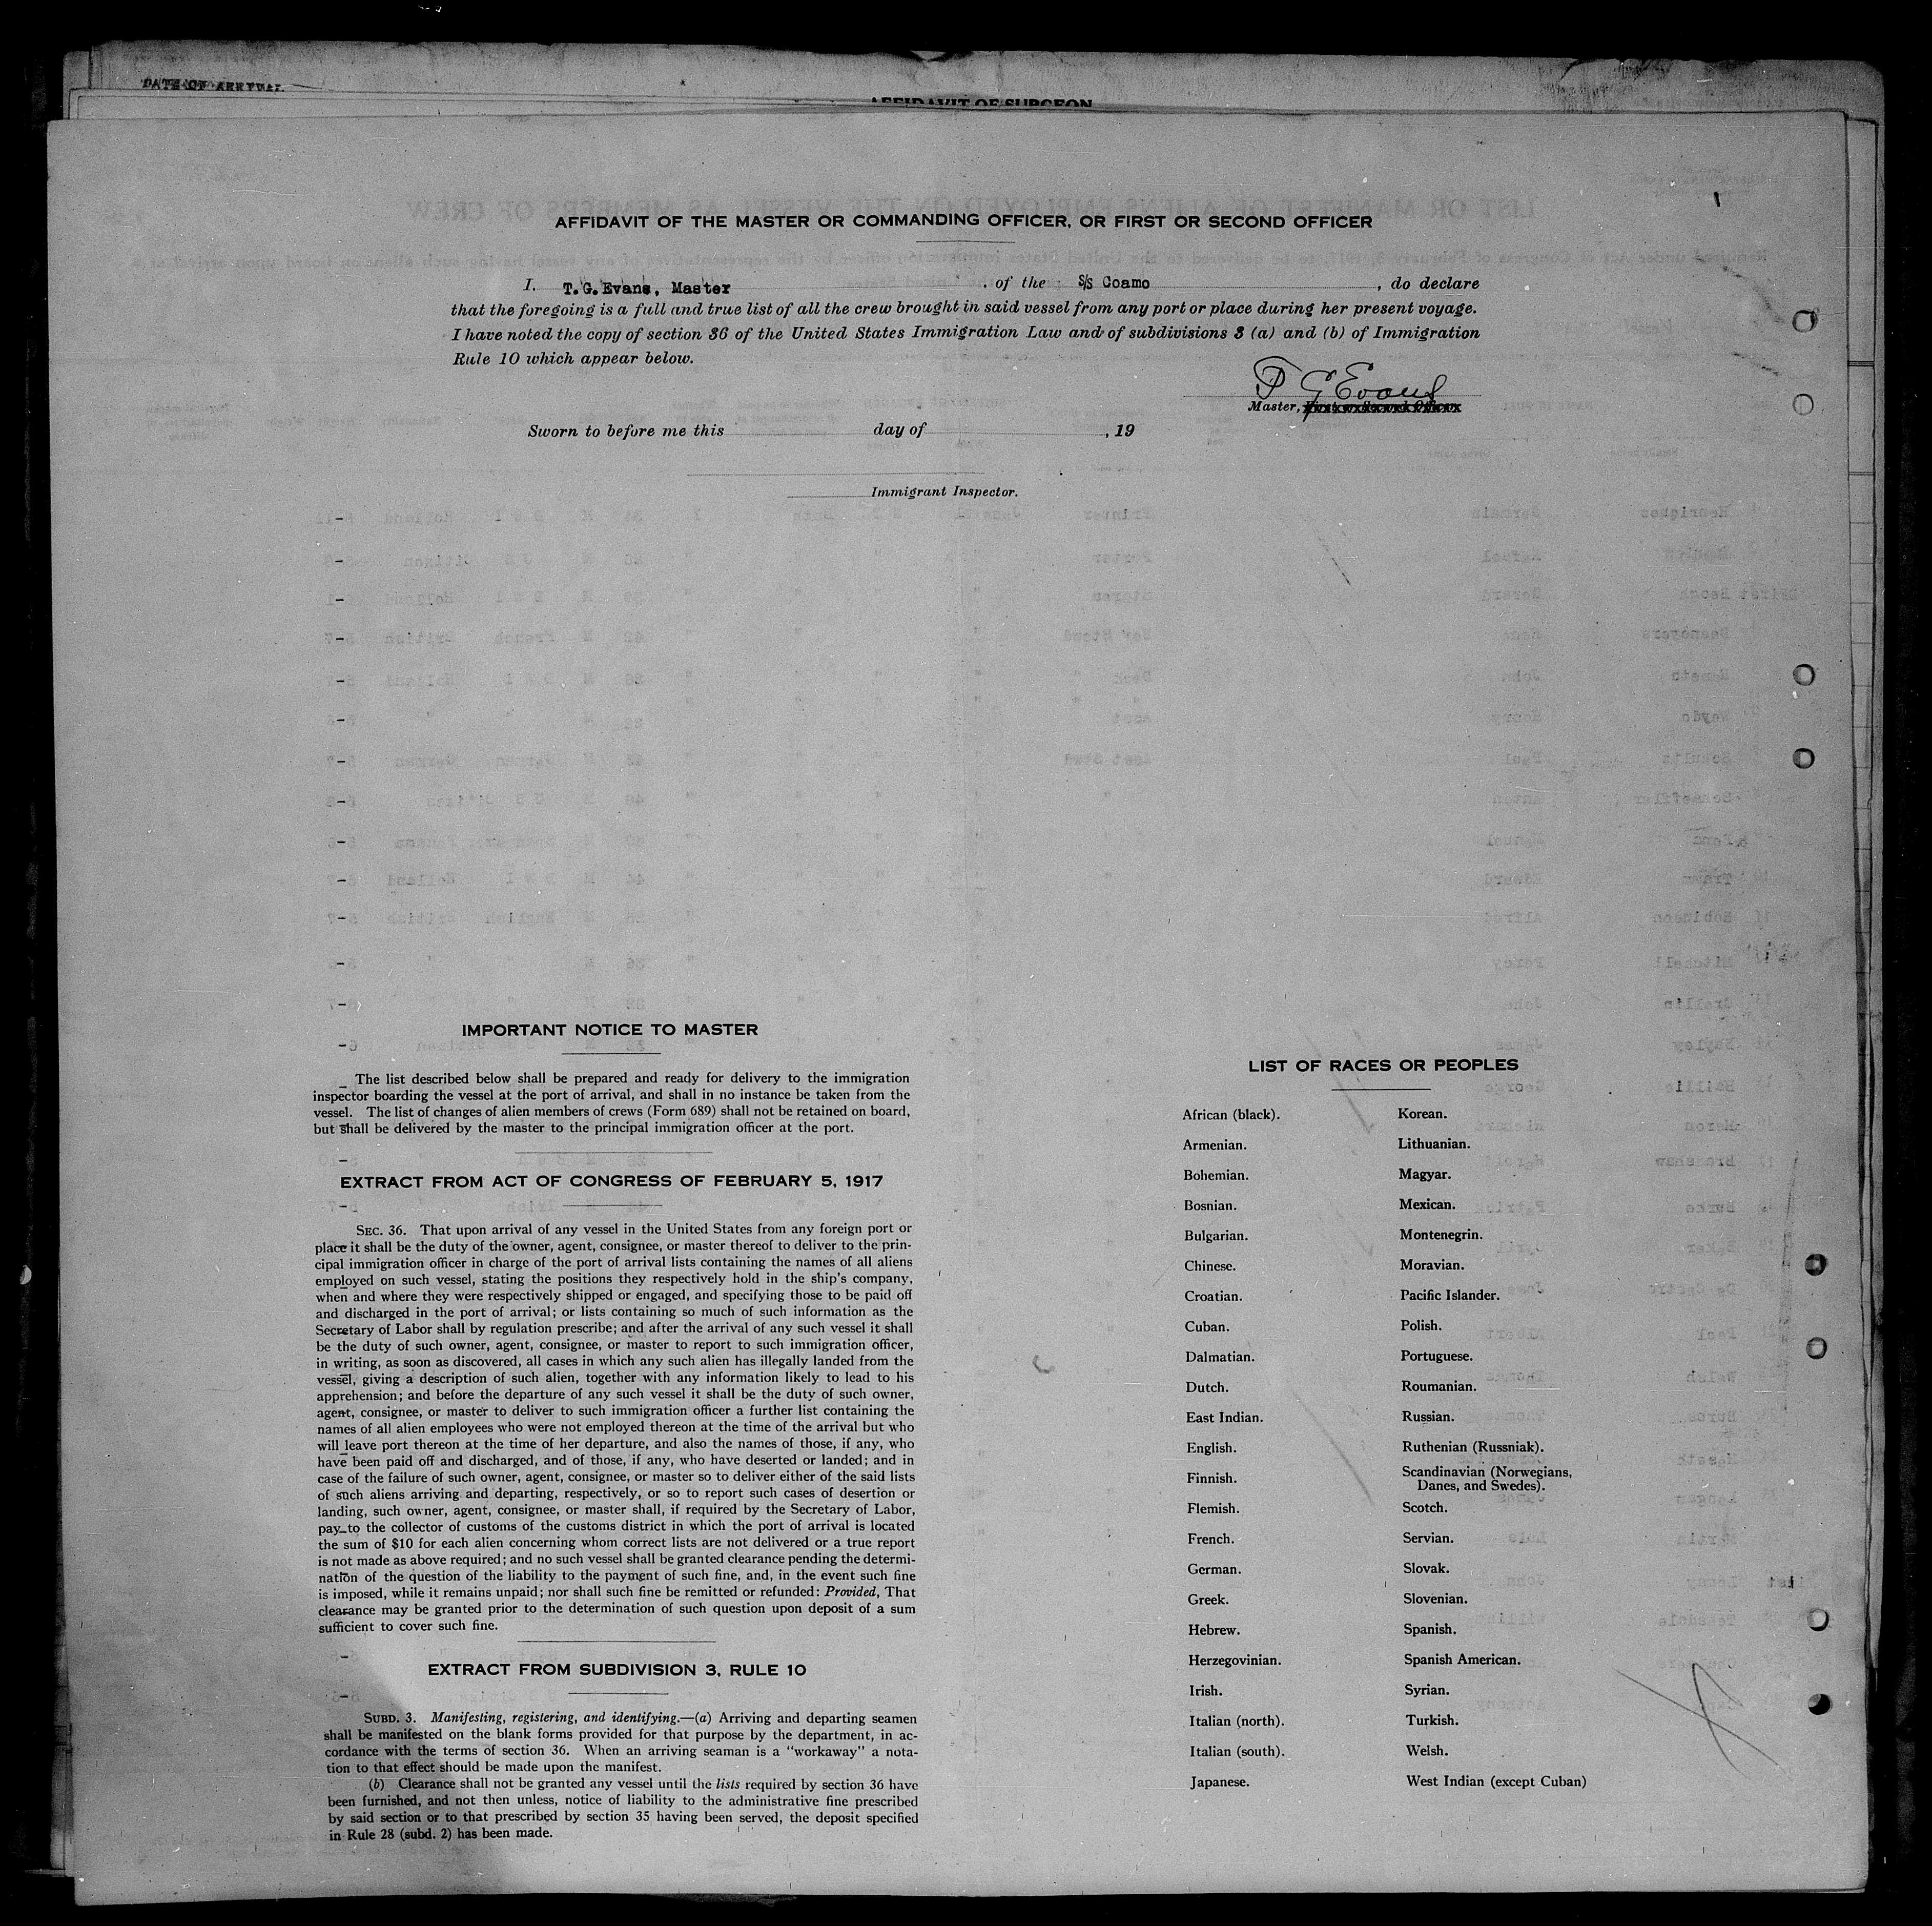 DATE OF ARRIVAL
AFFIDAVIT OF SURGEON
AFFIDAVIT OF THE MASTER OR COMMANDING OFFICER, OR FIRST OR SECOND OFFICER
I, T.G.Evans, Master, of the S/S Coamo, do declare
that the foregoing is a full and true list of all the crew brought in said vessel from any port or place during her present voyage.
I have noted the copy of section 36 of the United States Immigration Law and of subdivisions 3 (a) and (b) of Immigration
Rule 10 which appear below.
T G Evans
Master, First or Second Officer
Sworn to before me this day of , 19
Immigrant Inspector.
IMPORTANT NOTICE TO MASTER
The list described below shall be prepared and ready for delivery to the immigration
inspector boarding the vessel at the port of arrival, and shall in no instance be taken from the
vessel. The list of changes of alien members of crews (Form 689) shall not be retained on board,
but shall be delivered by the master to the principal immigration officer at the port.
EXTRACT FROM ACT OF CONGRESS OF FEBRUARY 5, 1917
SEC. 36. That upon arrival of any vessel in the United States from any foreign port or
place it shall be the duty of the owner, agent, consignee, or master thereof to deliver to the prin-
cipal immigration officer in charge of the port of arrival lists containing the names of all aliens
employed on such vessel, stating the positions they respectively hold in the ship's company,
when and where they were respectively shipped or engaged, and specifying those to be paid off
and discharged in the port of arrival; or lists containing so much of such information as the
Secretary of Labor shall by regulation prescribe; and after the arrival of any such vessel it shall
be the duty of such owner, agent, consignee, or master to report to such immigration officer,
in writing, as soon as discovered, all cases in which any such alien has illegally landed from the
vessel, giving a description of such alien, together with any information likely to lead to his
apprehension; and before the departure of any such vessel it shall be the duty of such owner,
agent, consignee, or master to deliver to such immigration officer a further list containing the
names of all alien employees who were not employed thereon at the time of the arrival but who
will leave port thereon at the time of her departure, and also the names of those, if any, who
have been paid off and discharged, and of those, if any, who have deserted or landed; and in
case of the failure of such owner, agent, consignee, or master so to deliver either of the said lists
of such aliens arriving and departing, respectively, or so to report such cases of desertion or
landing, such owner, agent, consignee, or master shall, if required by the Secretary of Labor,
pay to the collector of customs of the customs district in which the port of arrival is located
the sum of $10 for each alien concerning whom correct lists are not delivered or a true report
is not made as above required; and no such vessel shall be granted clearance pending the determi-
nation of the question of the liability to the payment of such fine, and, in the event such fine
is imposed, while it remains unpaid; nor shall such fine be remitted or refunded: Provided, That
clearance may be granted prior to the determination of such question upon deposit of a sum
sufficient to cover such fine.
EXTRACT FROM SUBDIVISION 3, RULE 10
SUBD. 3. Manifesting, registering, and identifying.—(a) Arriving and departing seamen
shall be manifested on the blank forms provided for that purpose by the department, in ac-
cordance with the terms of section 36. When an arriving seaman is a "workaway" a nota-
tion to that effect should be made upon the manifest.
(b) Clearance shall not be granted any vessel until the lists required by section 36 have
been furnished, and not then unless, notice of liability to the administrative fine prescribed
by said section or to that prescribed by section 35 having been served, the deposit specified
in Rule 28 (subd. 2) has been made.
LIST OF RACES OR PEOPLES
African (black).
Armenian.
Bohemian.
Bosnian.
Bulgarian.
Chinese.
Croatian.
Cuban.
Dalmatian.
Dutch.
East Indian.
English.
Finnish.
Flemish.
French.
German.
Greek.
Hebrew.
Herzegovinian.
Irish.
Italian (north).
Italian (south).
Japanese.
Korean.
Lithuanian.
Magyar.
Mexican.
Montenegrin.
Moravian.
Pacific Islander.
Polish.
Portuguese.
Roumanian.
Russian.
Ruthenian (Russniak).
Scandinavian (Norwegians,
Danes, and Swedes).
Scotch.
Servian.
Slovak.
Slovenian.
Spanish.
Spanish American.
Syrian.
Turkish.
Welsh.
West Indian (except Cuban)